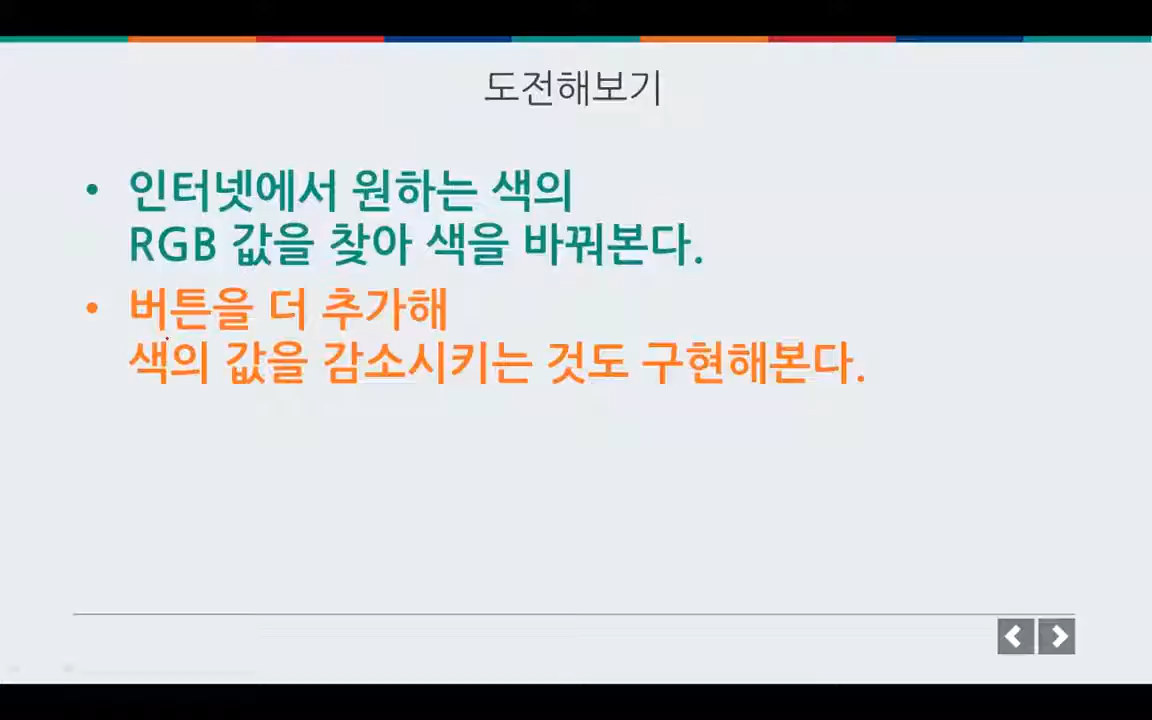 도전해보기
• 인터넷에서 원하는 색의
RGB 값을 찾아 색을 바꿔본다.
• 버튼을 더 추가해
색의 값을 감소시키는 것도 구현해본다.